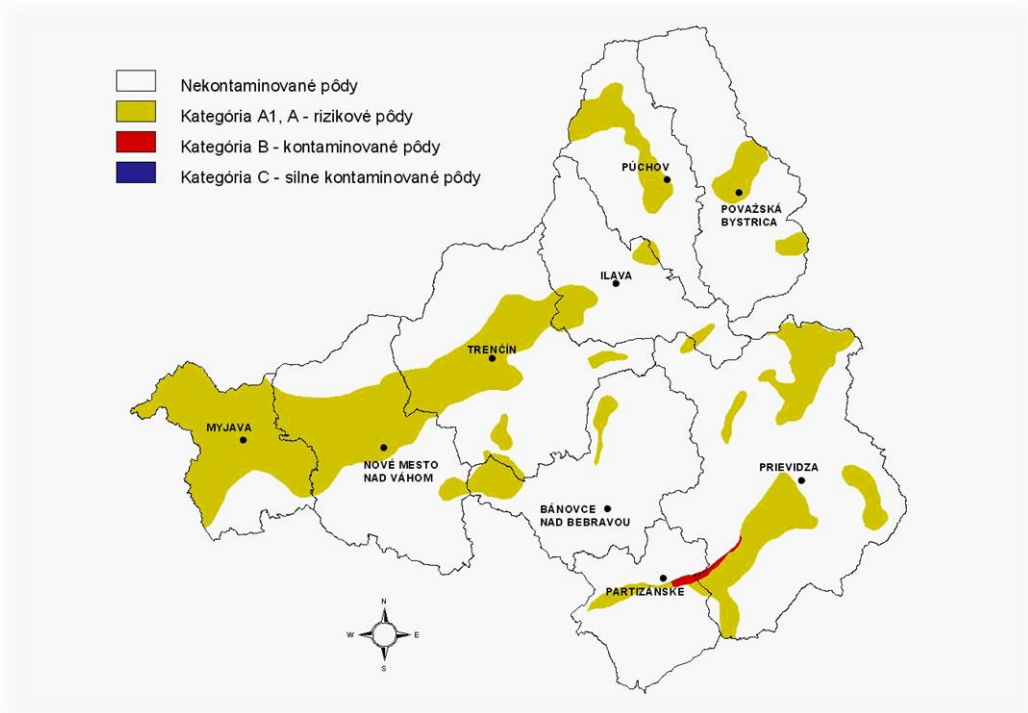 Nekontaminované pôdy
Kategória A1, A - rizikové pôdy
Kategória B - kontaminované pôdy
Kategória C - silne kontaminované pôdy
PÚCHOV
POVAŽSKÁ
BYSTRICA
ILAVA
TRENČÍN
MYJAVA
NOVÉ MESTO
NAD VÁHOM
PRIEVIDZA
BÁNOVCE
NAD BEBRAVOU
PARTIZÁNSKE
N
W
E
S